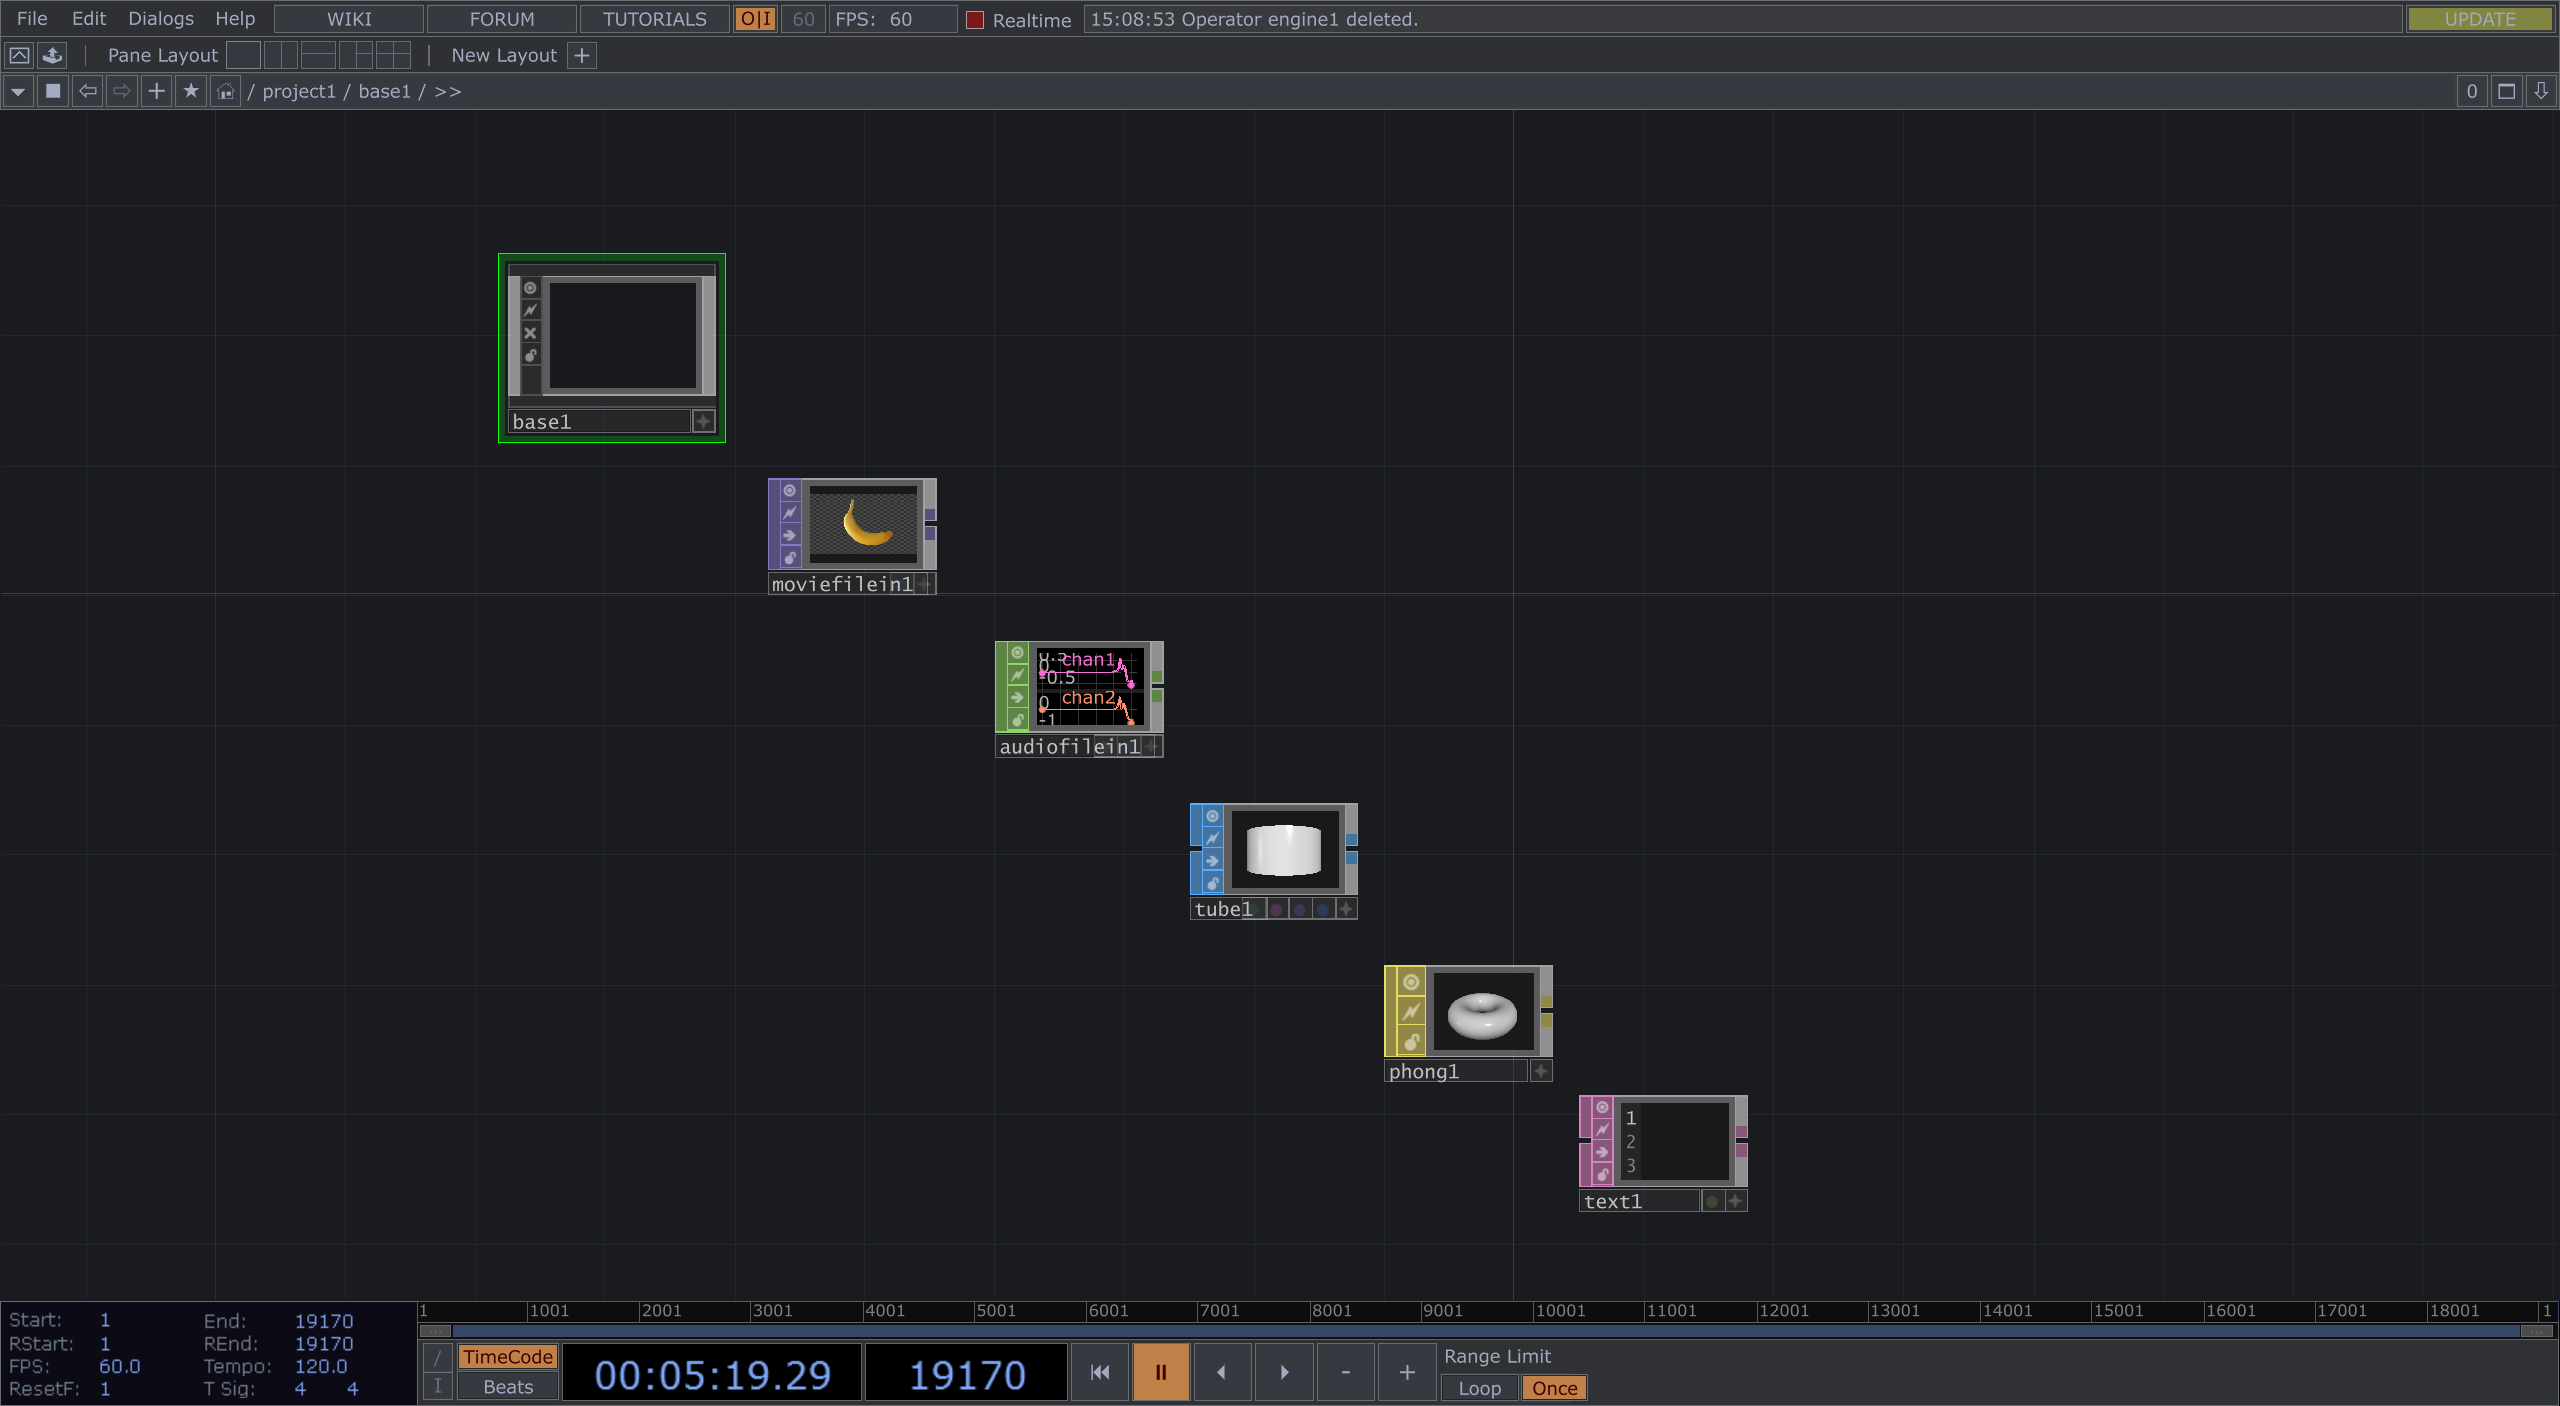 File Edit Dialogs Help WIKI FORUM TUTORIALS O|I 60 FPS: 60 Realtime 15:08:53 Operator engine1 deleted. UPDATE
Pane Layout New Layout +
/ project1 / base1 / >> 0
base1
moviefilein1
0.5 chan1
0
-0.5
chan2
0
-1
audiofilein1
tube1
phong1
1
2
3
text1
1 1001 2001 3001 4001 5001 6001 7001 8001 9001 10001 11001 12001 13001 14001 15001 16001 17001 18001 1
Start: 1 End: 19170
RStart: 1 REnd: 19170
FPS: 60.0 Tempo: 120.0
ResetF: 1 T Sig: 4 4
/ TimeCode
I Beats
00:05:19.29 19170 - +
Range Limit
Loop Once